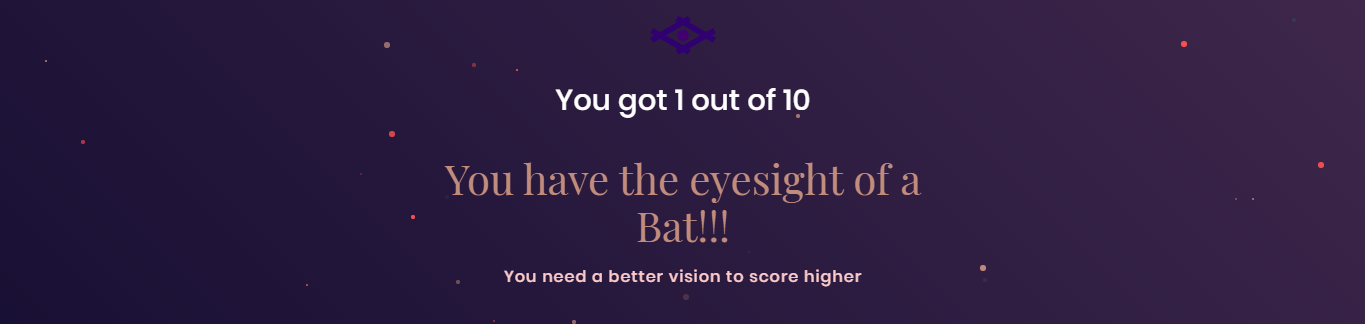 You got 1 out of 10
You have the eyesight of a
Bat!!!
You need a better vision to score higher